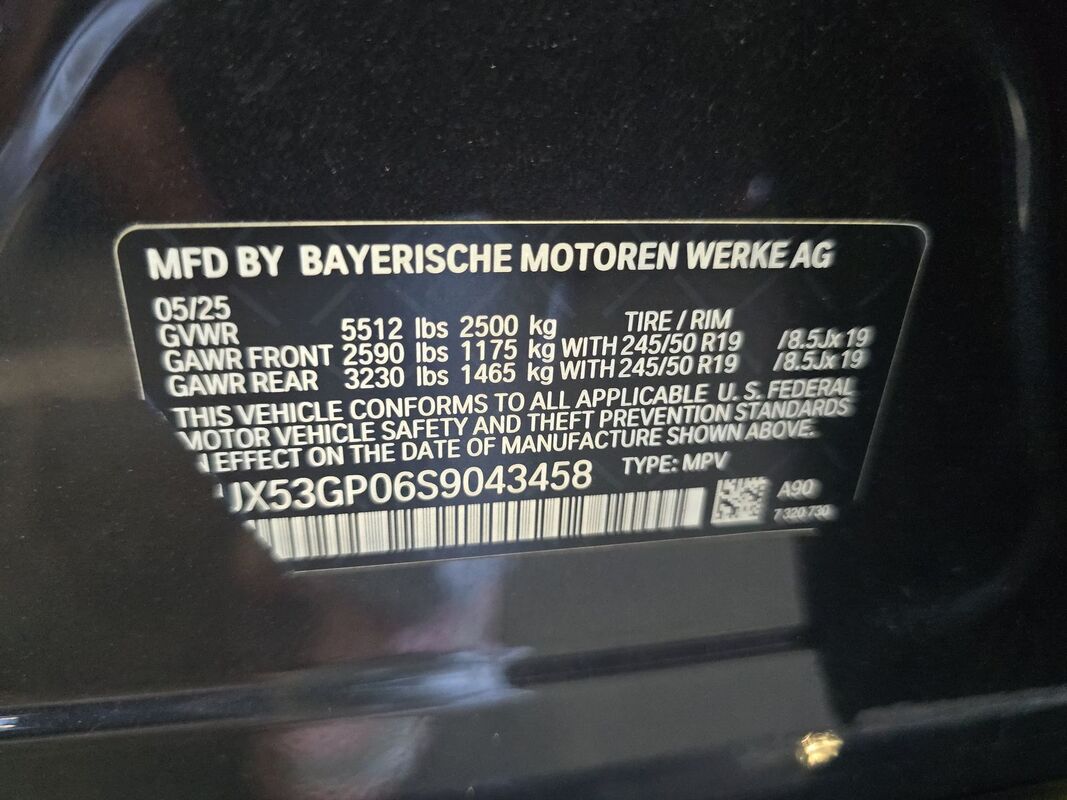 MFD BY BAYERISCHE MOTOREN WERKE AG
05/25
TIRE / RIM
GVWR 5512 lbs 2500 kg
GAWR FRONT 2590 lbs 1175 kg WITH 245/50 R19 /8.5Jx19
GAWR REAR 3230 lbs 1465 kg WITH 245/50 R19 /8.5Jx19
THIS VEHICLE CONFORMS TO ALL APPLICABLE U. S. FEDERAL
MOTOR VEHICLE SAFETY AND THEFT PREVENTION STANDARDS
N EFFECT ON THE DATE OF MANUFACTURE SHOWN ABOVE.
UX53GP06S9043458 TYPE: MPV
A90
7 320 730